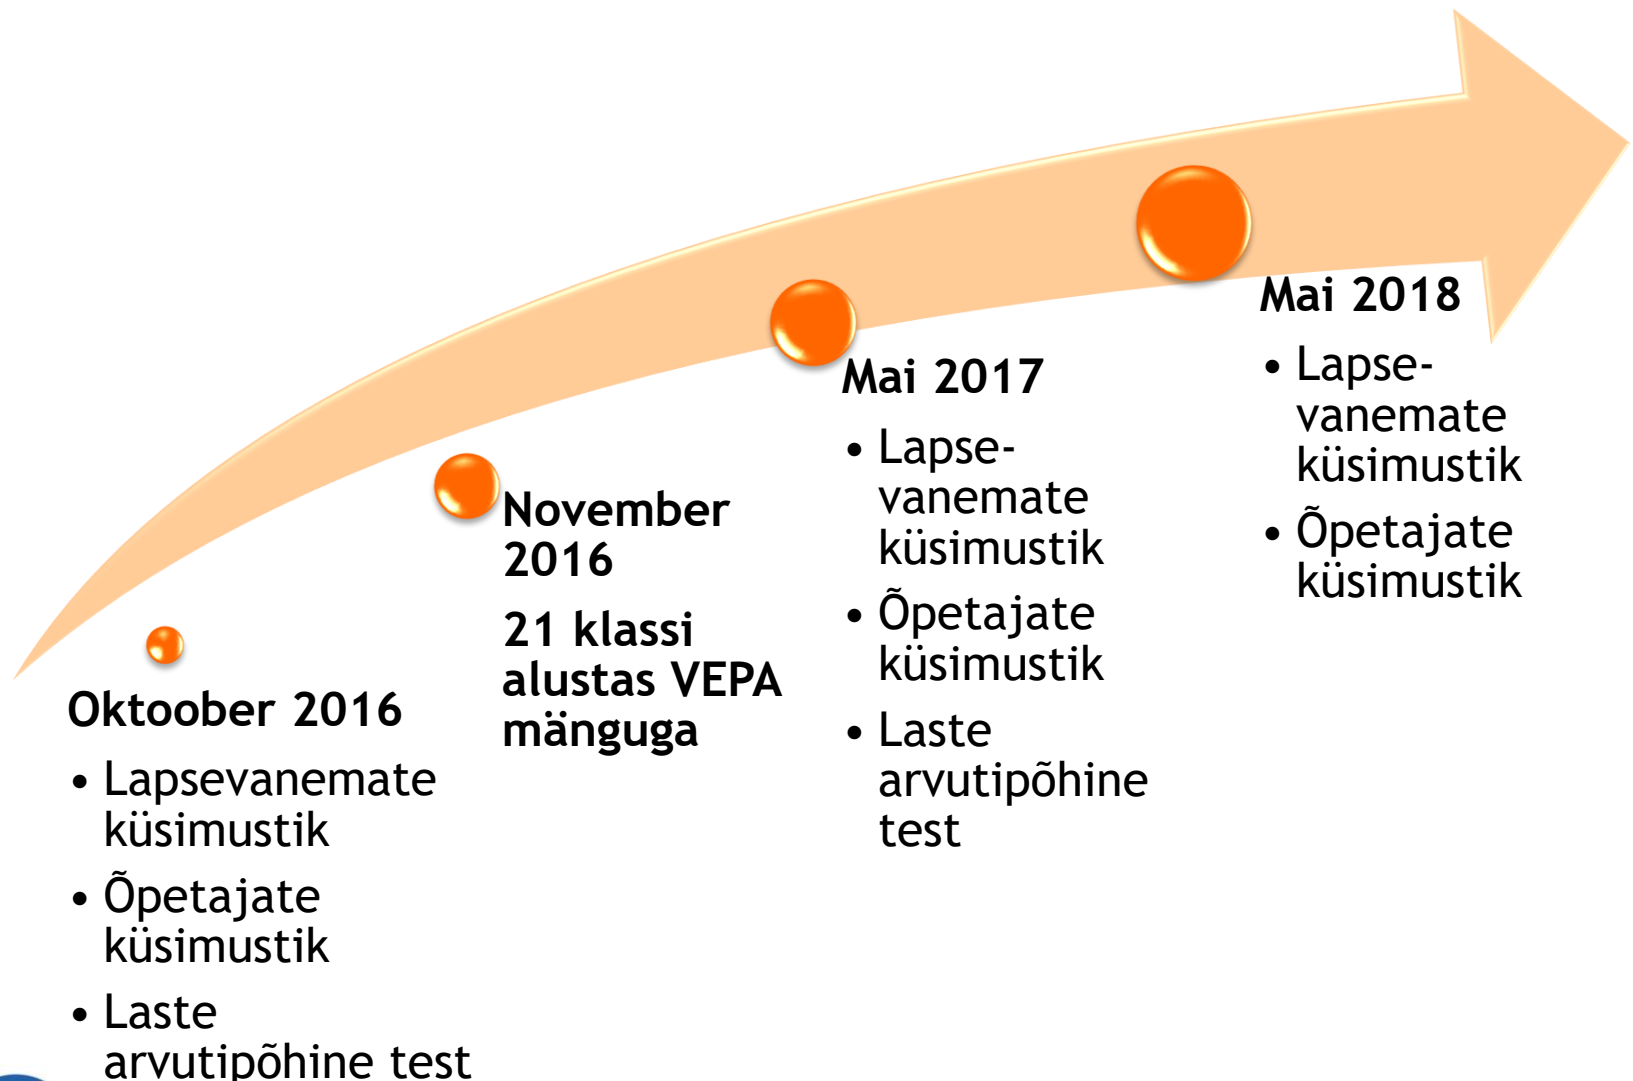 Oktoober 2016
• Lapsevanemate
küsimustik
• Õpetajate
küsimustik
• Laste
arvutipõhine test
November
2016
21 klassi
alustas VEPA
mänguga
Mai 2017
• Lapse-
vanemate
küsimustik
• Õpetajate
küsimustik
• Laste
arvutipõhine
test
Mai 2018
• Lapse-
vanemate
küsimustik
• Õpetajate
küsimustik